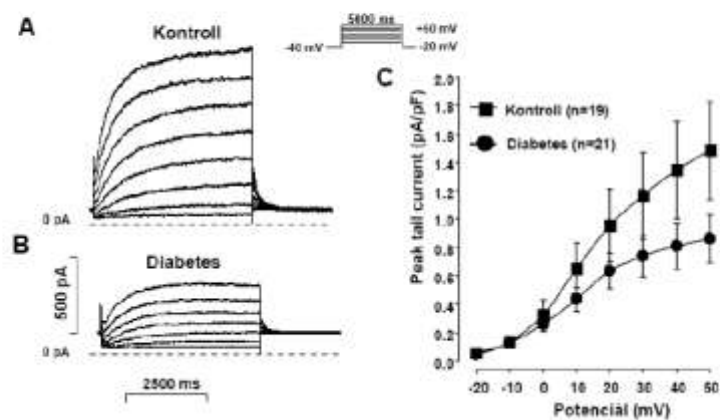 A
Kontroll
5000 ms
+50 mV
-40 mV
-20 mV
0 pA
B
Diabetes
500 pA
0 pA
2500 ms
C
2.0
1.8
1.6
1.4
1.2
1.0
0.8
0.6
0.4
0.2
0.0
Peak tail current (pA/pF)
Kontroll (n=19)
Diabetes (n=21)
-20 -10 0 10 20 30 40 50
Potenciál (mV)